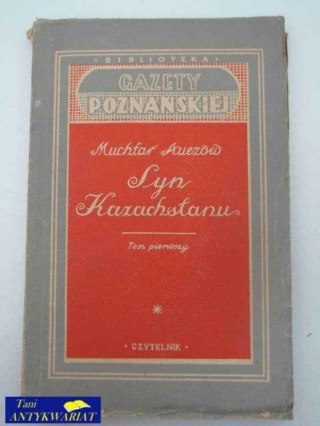 • BIBLIOTEKA •
GAZETY
POZNAŃSKIEJ
Muchtar Auezow
Syn
Kazachstanu
Tom pierwszy
*
• CZYTELNIK •
Tani
ANTYKWARIAT